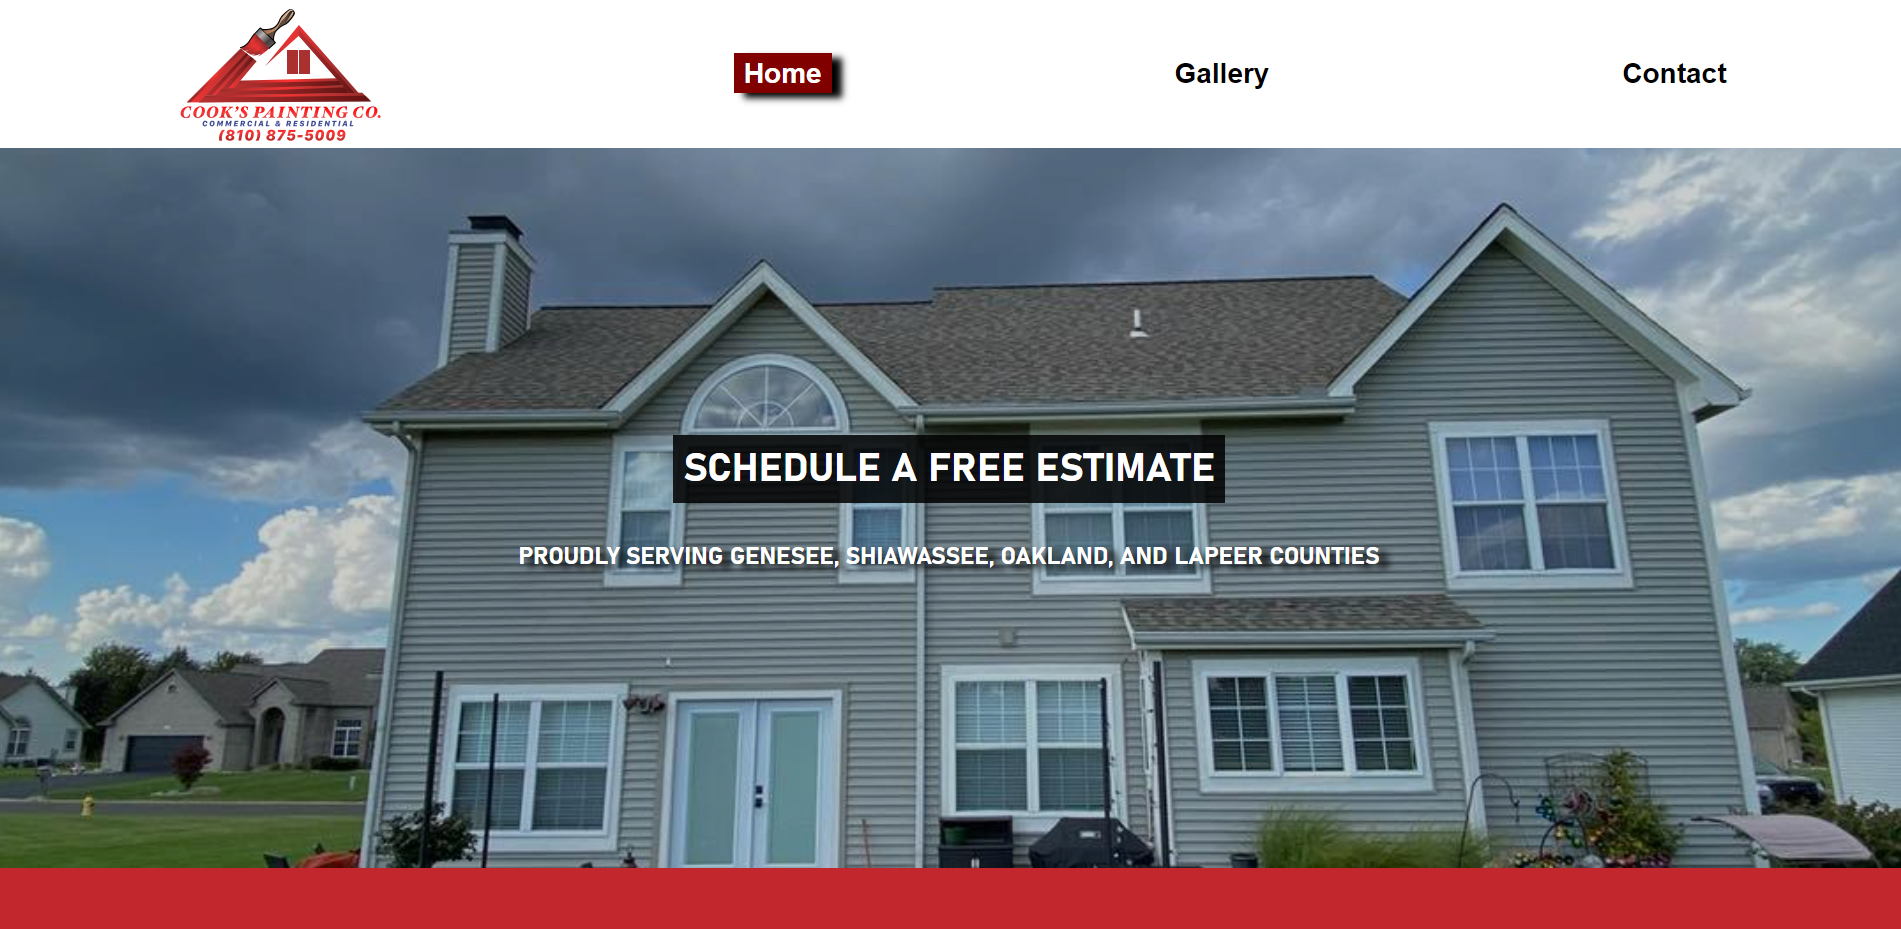 COOK'S PAINTING CO.
COMMERCIAL & RESIDENTIAL
(810) 875-5009
Home
Gallery
Contact
SCHEDULE A FREE ESTIMATE
PROUDLY SERVING GENESEE, SHIAWASSEE, OAKLAND, AND LAPEER COUNTIES